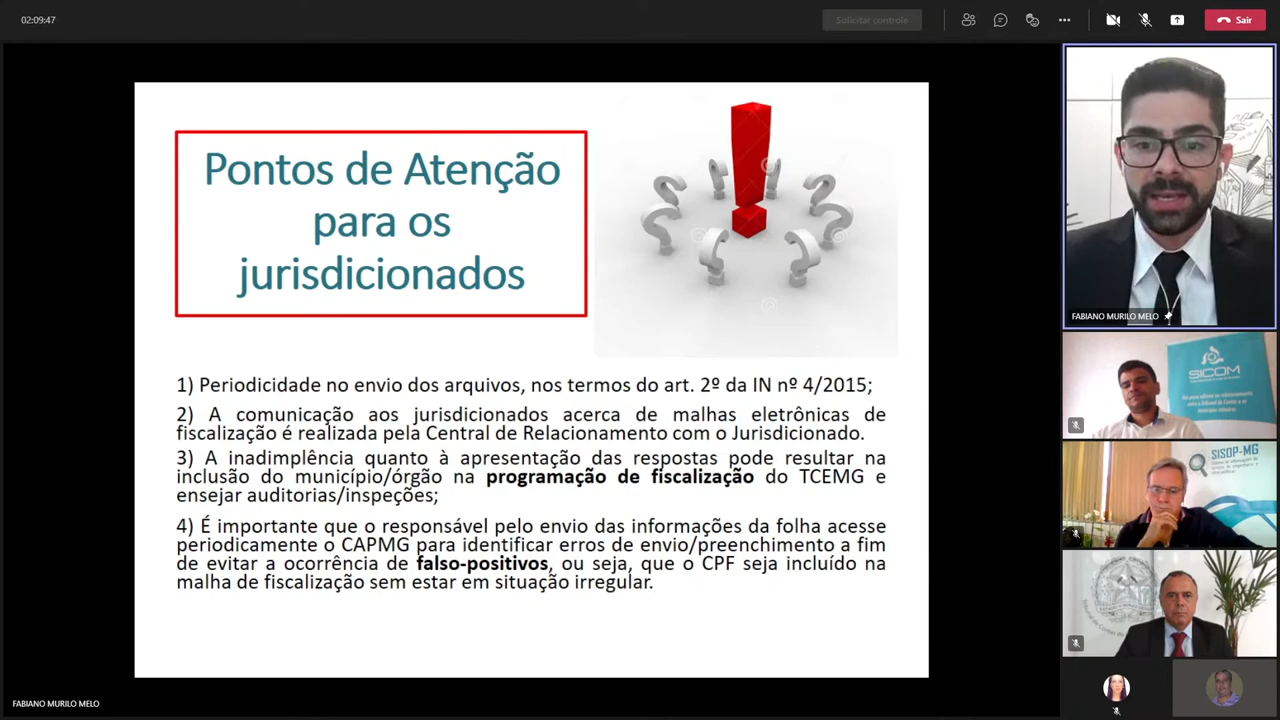 02:09:47
Solicitar controle
Sair
Pontos de Atenção
para os
jurisdicionados
1) Periodicidade no envio dos arquivos, nos termos do art. 2º da IN nº 4/2015;
2) A comunicação aos jurisdicionados acerca de malhas eletrônicas de
fiscalização é realizada pela Central de Relacionamento com o Jurisdicionado.
3) A inadimplência quanto à apresentação das respostas pode resultar na
inclusão do município/órgão na programação de fiscalização do TCEMG e
ensejar auditorias/inspeções;
4) É importante que o responsável pelo envio das informações da folha acesse
periodicamente o CAPMG para identificar erros de envio/preenchimento a fim
de evitar a ocorrência de falso-positivos, ou seja, que o CPF seja incluído na
malha de fiscalização sem estar em situação irregular.
FABIANO MURILO MELO
SICOM
SISOP-MG
FABIANO MURILO MELO